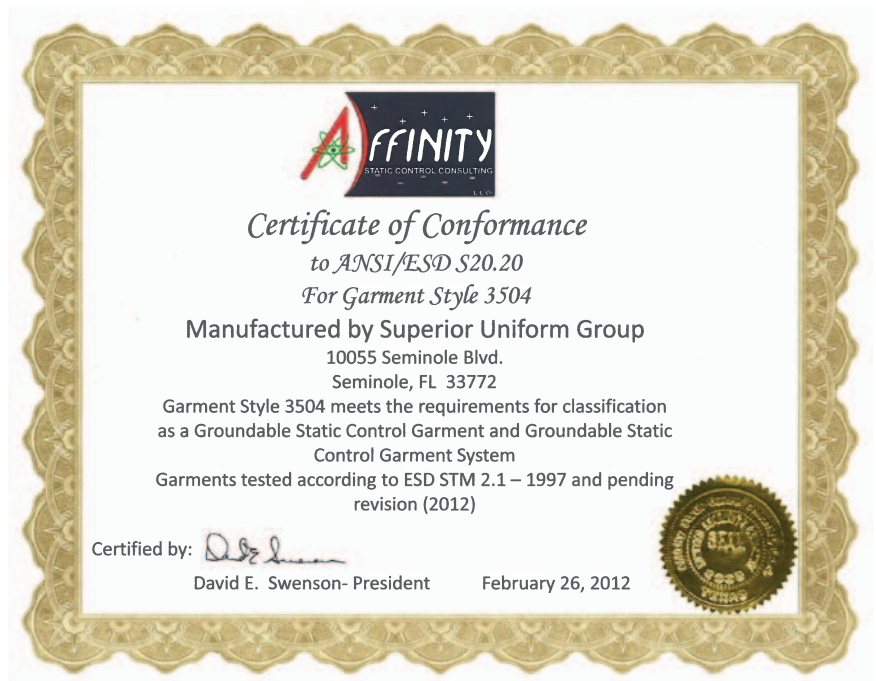 AFFINITY
STATIC CONTROL CONSULTING
LLC
Certificate of Conformance
to ANSI/ESD S20.20
For Garment Style 3504
Manufactured by Superior Uniform Group
10055 Seminole Blvd.
Seminole, FL 33772
Garment Style 3504 meets the requirements for classification
as a Groundable Static Control Garment and Groundable Static
Control Garment System
Garments tested according to ESD STM 2.1 – 1997 and pending
revision (2012)
Certified by:
David E. Swenson- President February 26, 2012
SEAL
2009
TEXAS